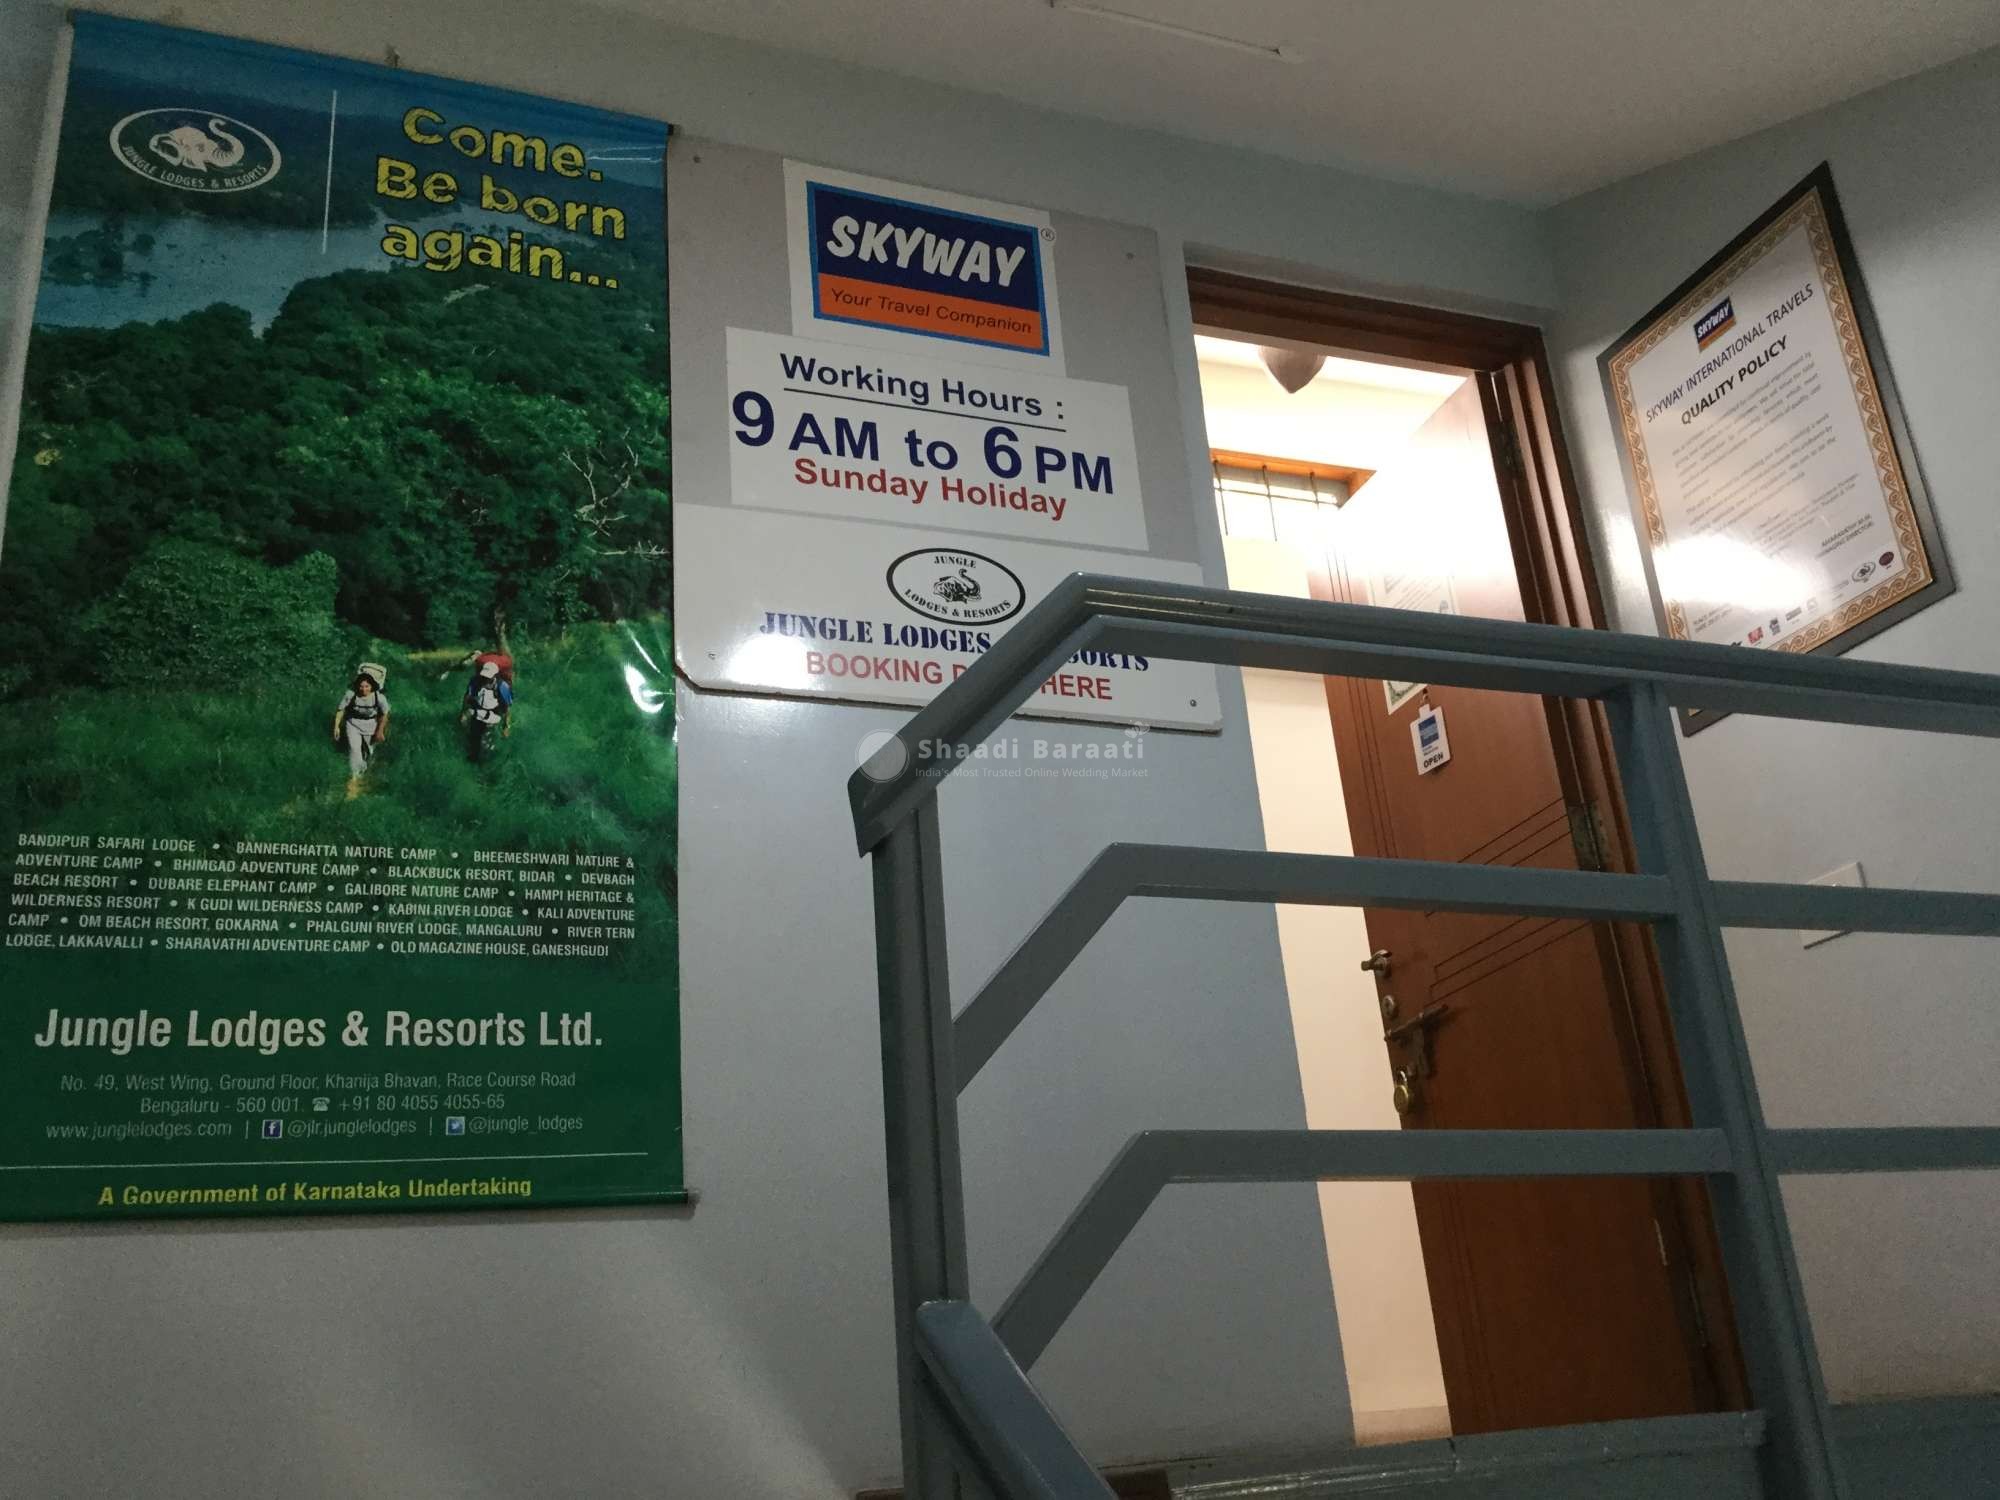 JUNGLE LODGES & RESORTS
Come.
Be born
again...
BANDIPUR SAFARI LODGE • BANNERGHATTA NATURE CAMP • BHEEMESHWARI NATURE &
ADVENTURE CAMP • BHIMGAD ADVENTURE CAMP • BLACKBUCK RESORT, BIDAR • DEVBAGH
BEACH RESORT • DUBARE ELEPHANT CAMP • GALIBORE NATURE CAMP • HAMPI HERITAGE &
WILDERNESS RESORT • K GUDI WILDERNESS CAMP • KABINI RIVER LODGE • KALI ADVENTURE
CAMP • OM BEACH RESORT, GOKARNA • PHALGUNI RIVER LODGE, MANGALURU • RIVER TERN
LODGE, LAKKAVALLI • SHARAVATHI ADVENTURE CAMP • OLD MAGAZINE HOUSE, GANESHGUDI
Jungle Lodges & Resorts Ltd.
No. 49, West Wing, Ground Floor, Khanija Bhavan, Race Course Road
Bengaluru - 560 001. ☎ +91 80 4055 4055-65
www.junglelodges.com | f @jlr.junglelodges | @jungle_lodges
A Government of Karnataka Undertaking
SKYWAY ®
Your Travel Companion
Working Hours :
9 AM to 6 PM
Sunday Holiday
JUNGLE
LODGES & RESORTS
JUNGLE LODGES
BOOKING HERE
Shaadi Baraati
India's Most Trusted Online Wedding Market
OPEN
SKYWAY
SKYWAY INTERNATIONAL TRAVELS
QUALITY POLICY
MANAGING DIRECTOR